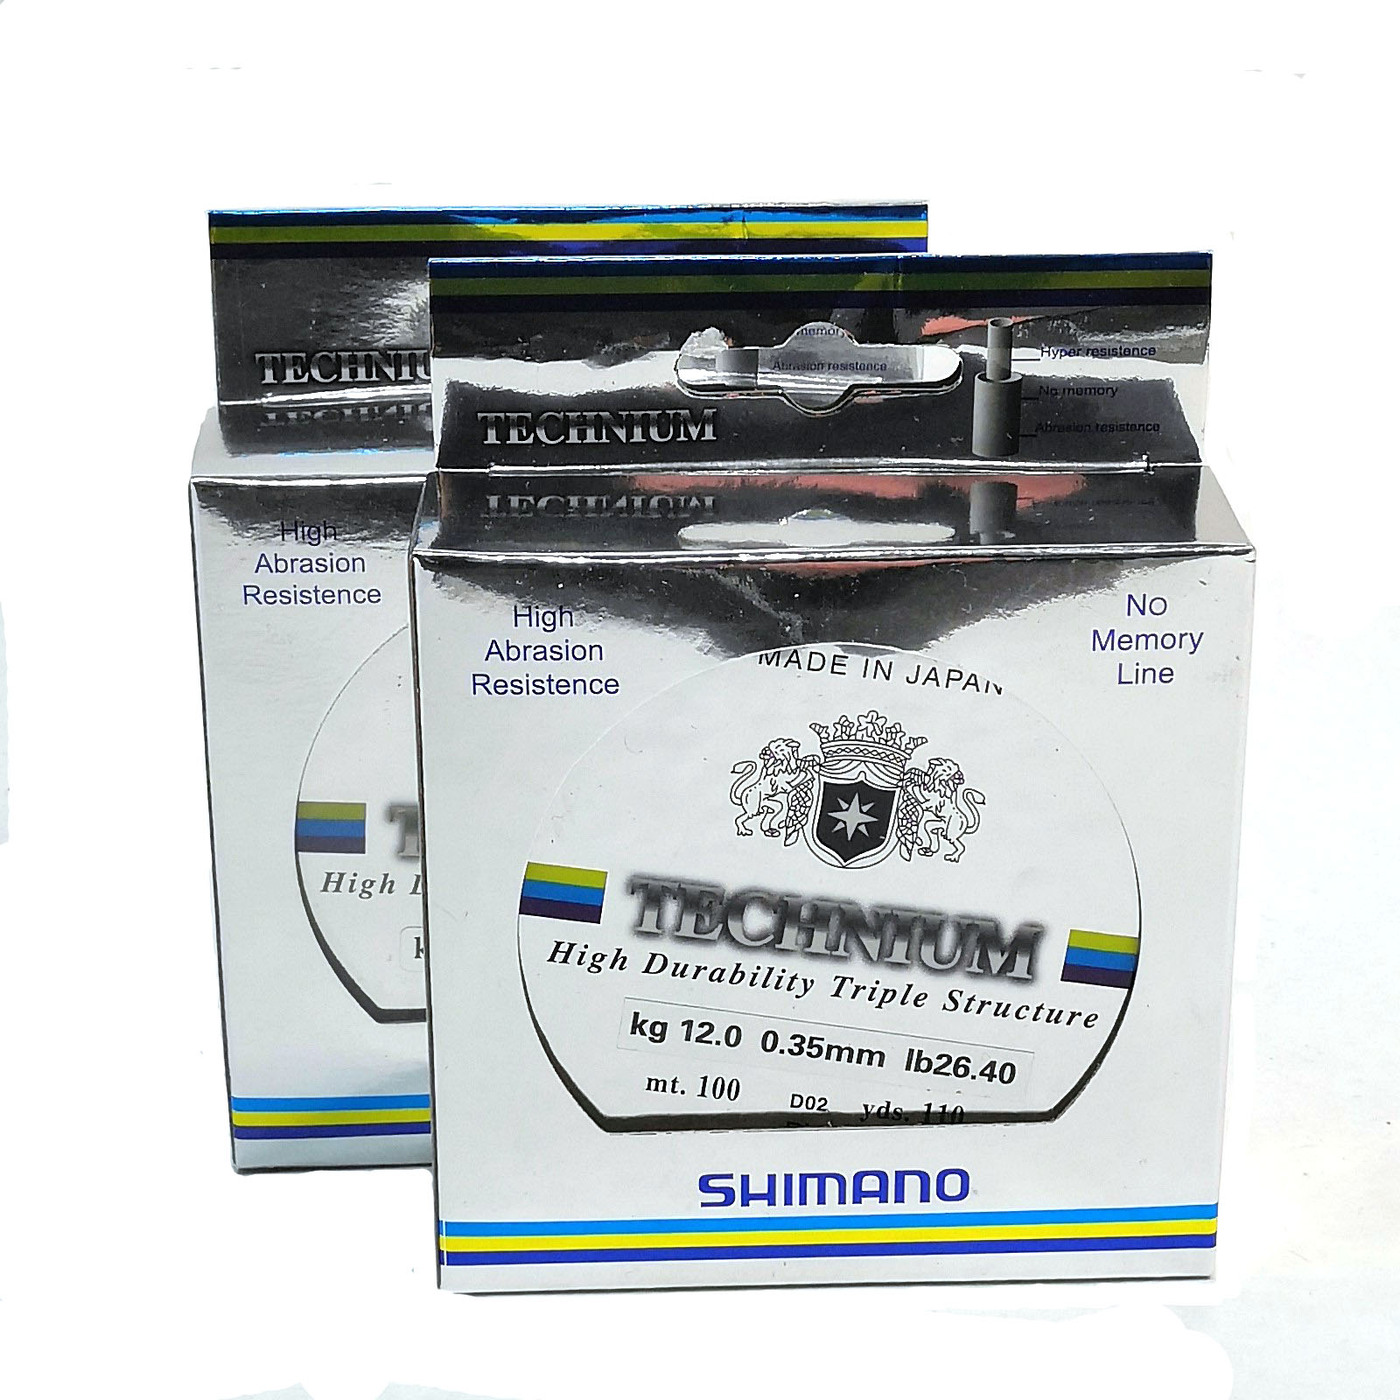 TECHNIU
High
Abrasion
Resistence
High
k
memory
Abrasion resistence
Hyper resistence
No memory
Abrasion resistence
TECHNIUM
High
Abrasion
Resistence
NO
Memory
Line
MADE IN JAPAN
TECHNIUM
High Durability Triple Structure
kg 12.0 0.35mm lb26.40
mt. 100 D02 yds. 110
SHIMANO